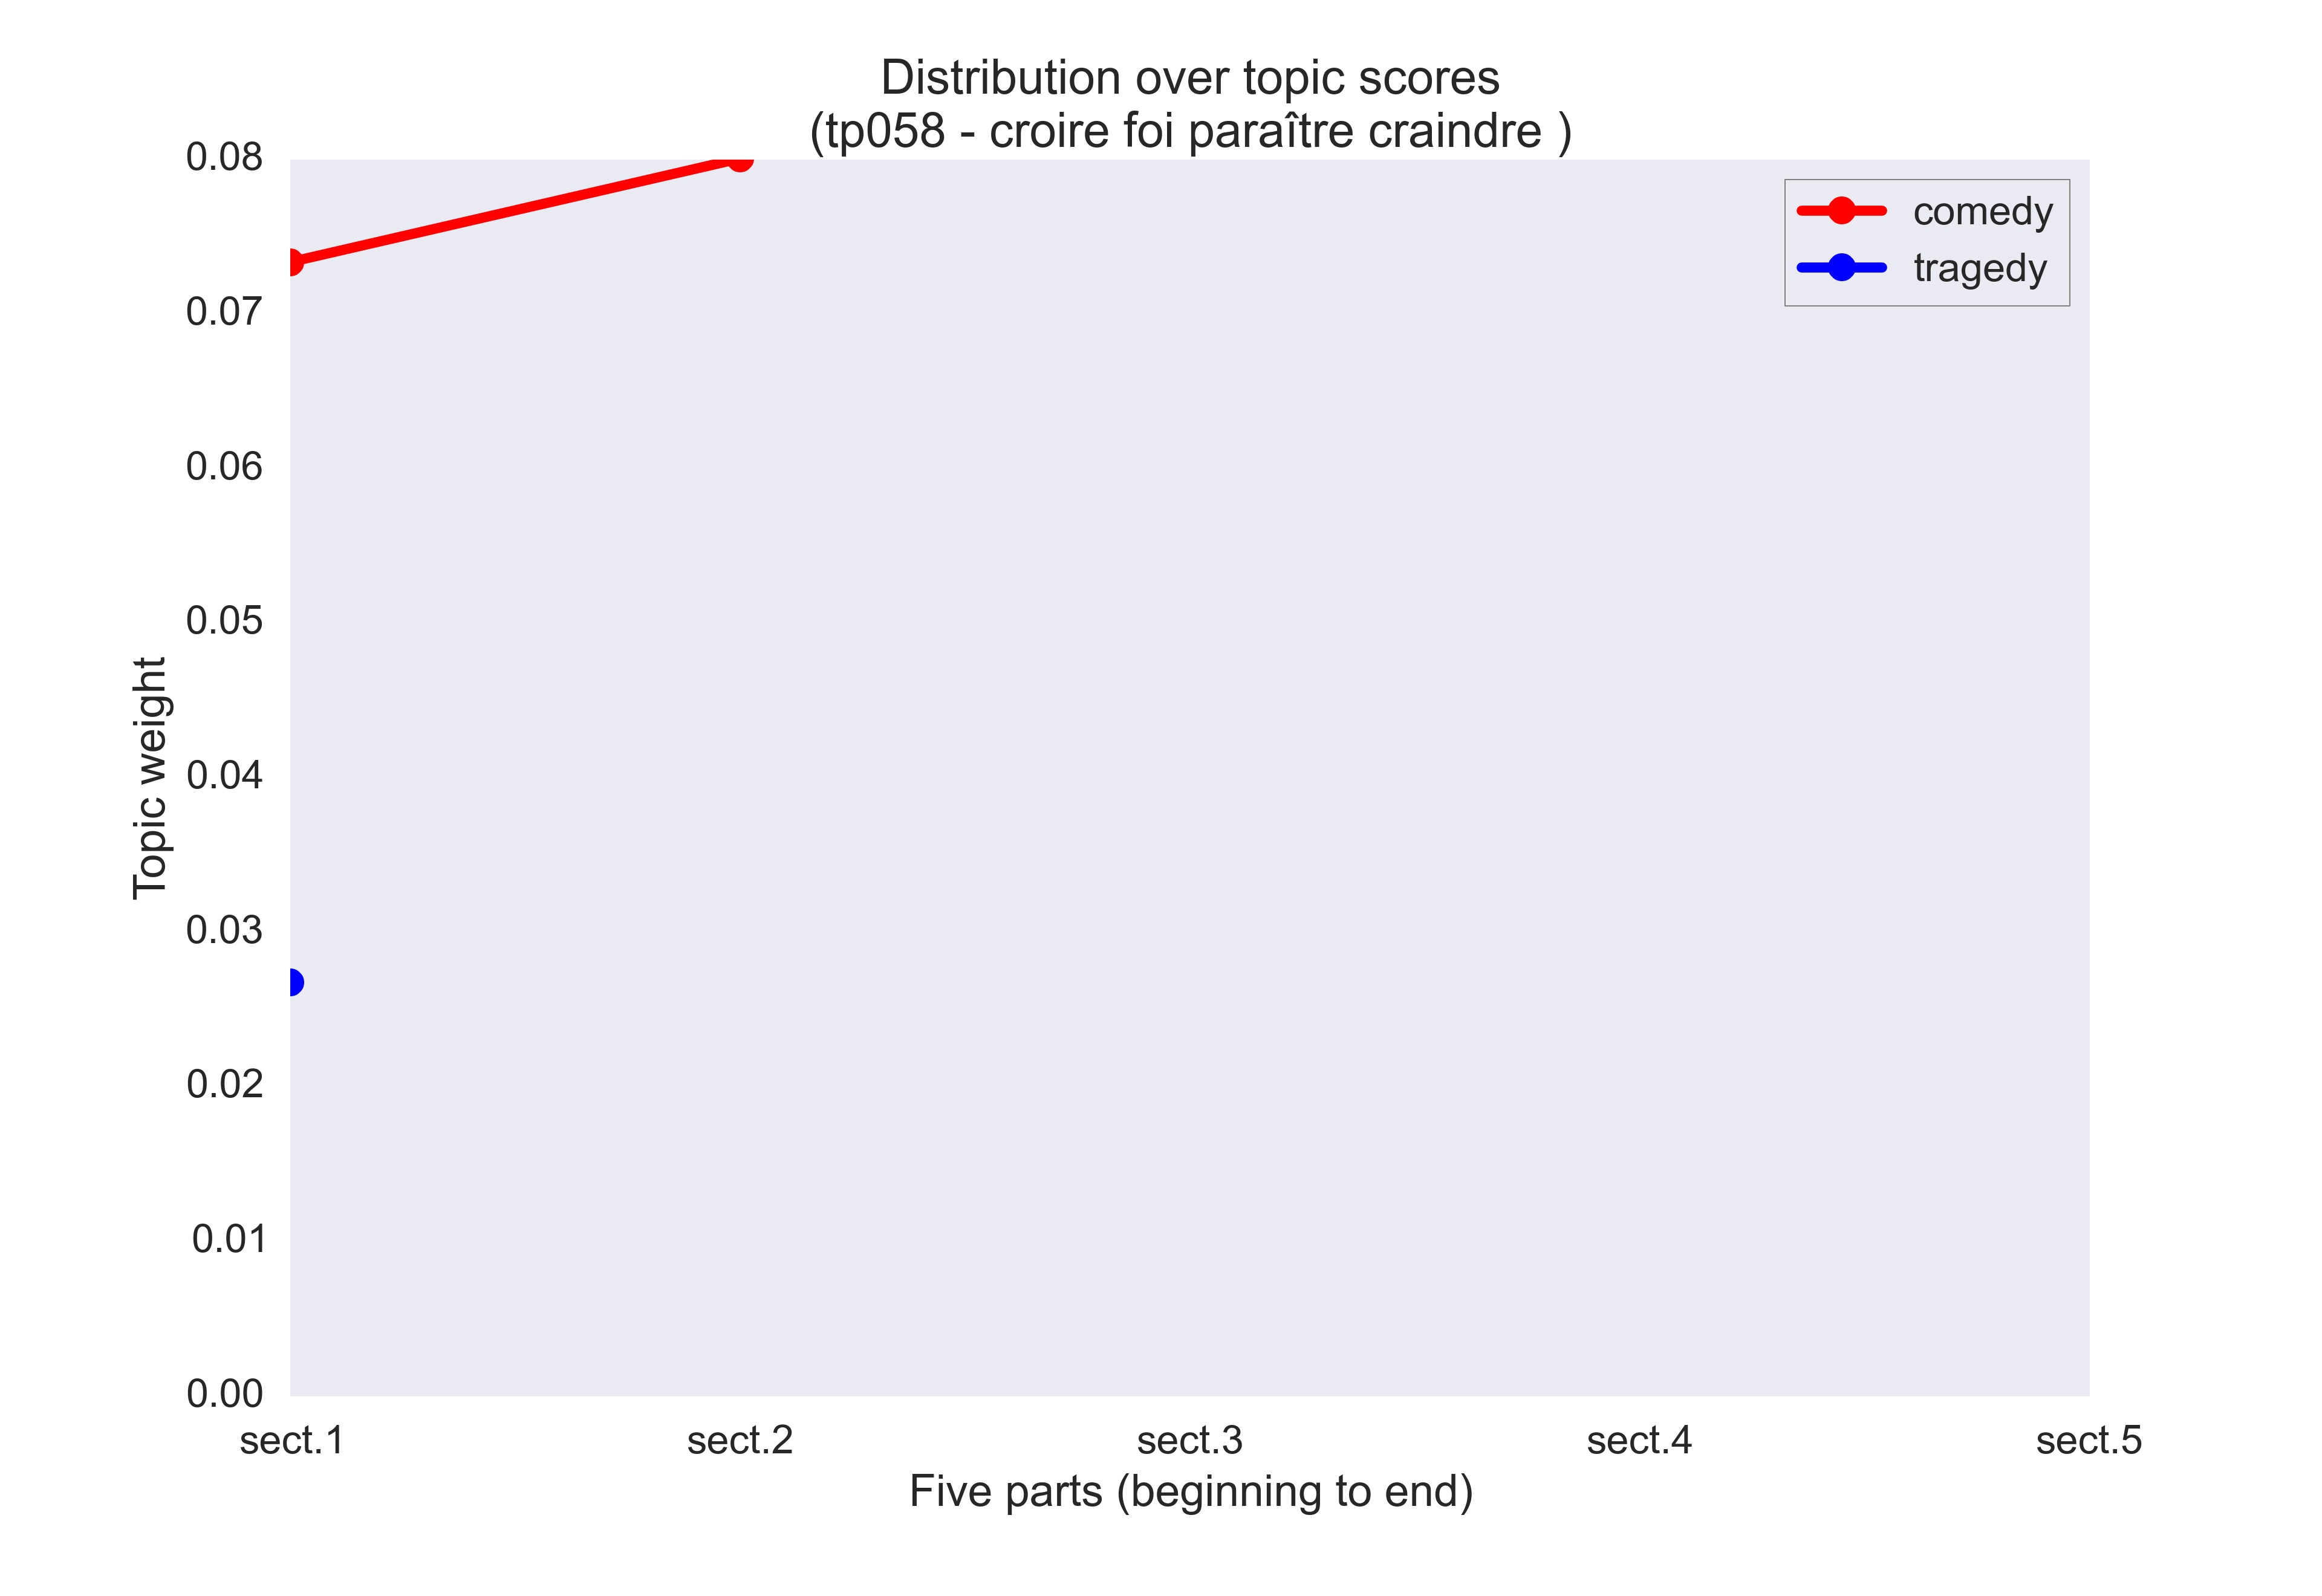 Distribution over topic scores
(tp058 - croire foi paraître craindre )
comedy
tragedy
0.08
0.07
0.06
0.05
0.04
0.03
0.02
0.01
0.00
Topic weight
sect.1
sect.2
sect.3
sect.4
sect.5
Five parts (beginning to end)